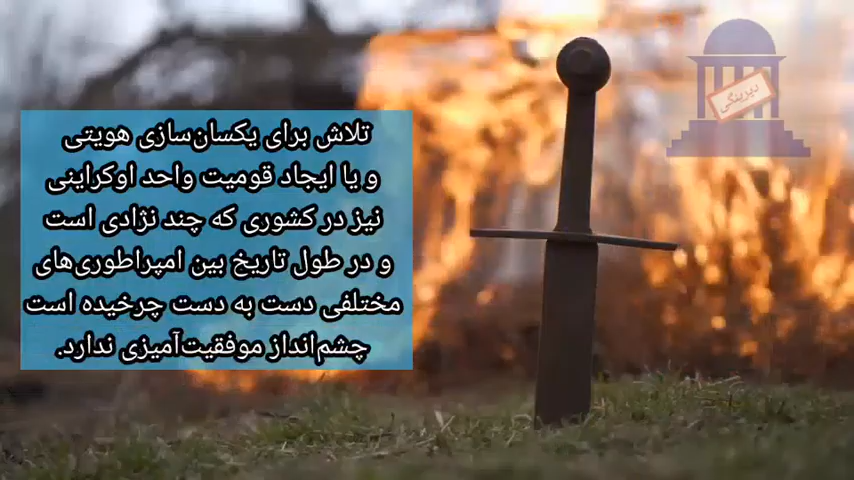 تلاش برای یکسان‌سازی هویتی
و یا ایجاد قومیت واحد اوکراینی
نیز در کشوری که چند نژادی است
و در طول تاریخ بین امپراطوری‌های
مختلفی دست به دست چرخیده است
چشم‌انداز موفقیت‌آمیزی ندارد.
دیرینگی